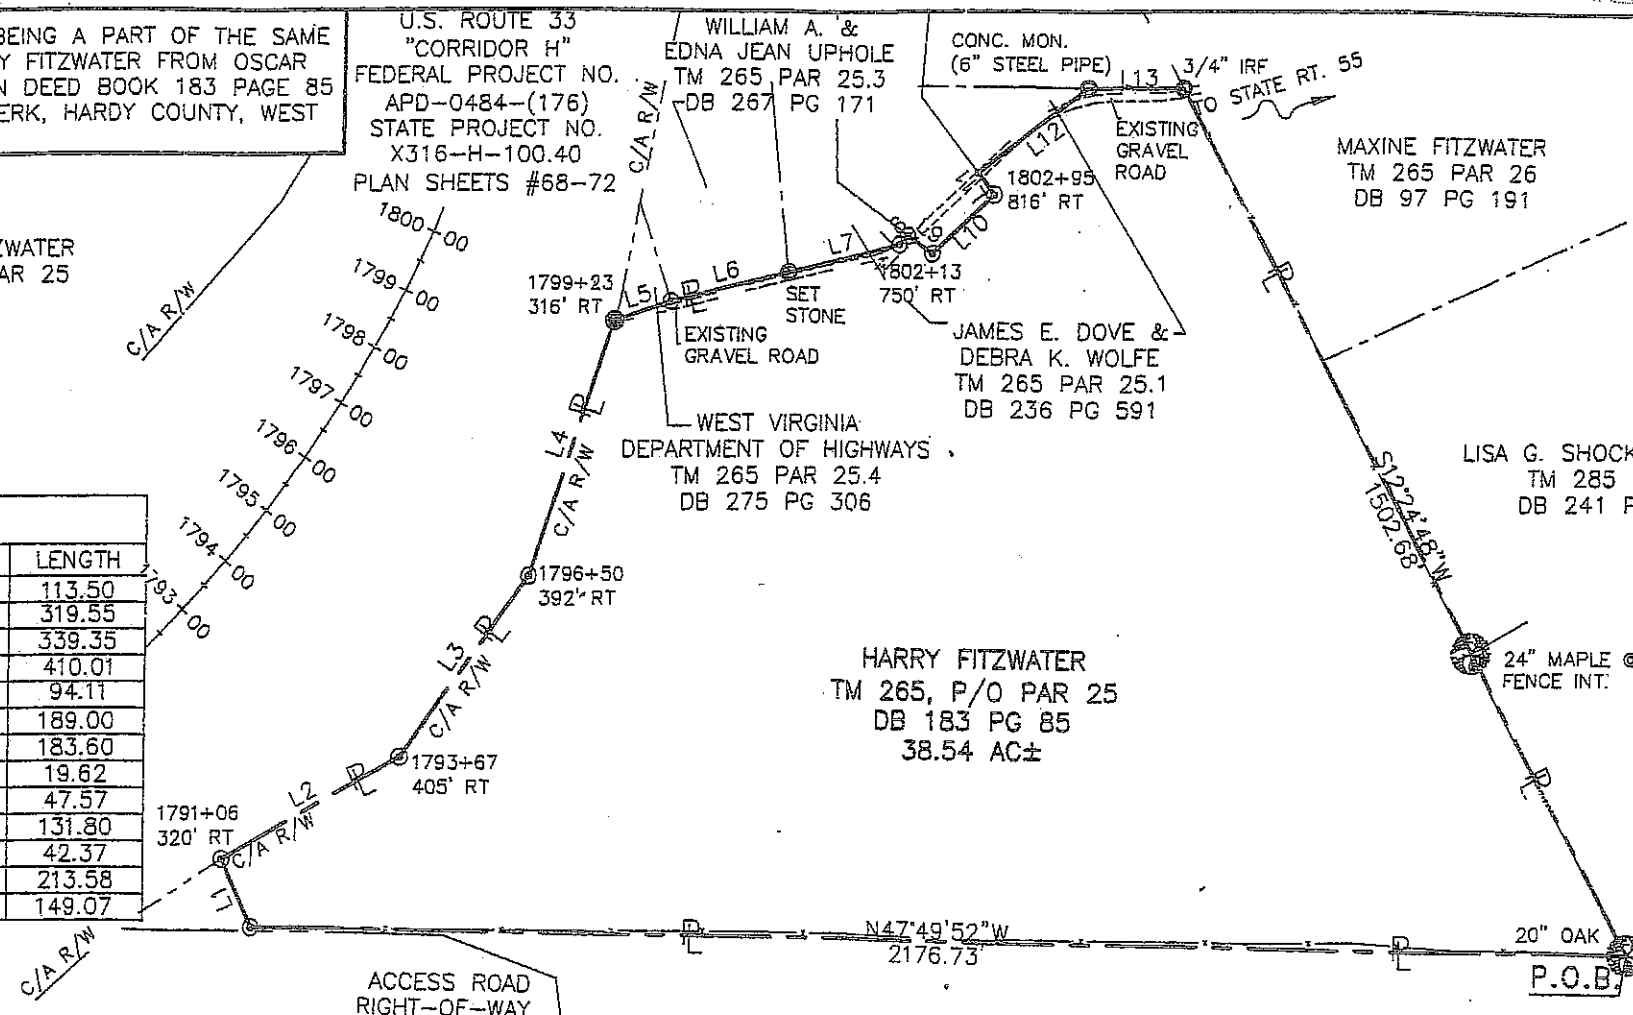 BEING A PART OF THE SAME
Y FITZWATER FROM OSCAR
N DEED BOOK 183 PAGE 85
ERK, HARDY COUNTY, WEST
U.S. ROUTE 33
"CORRIDOR H"
FEDERAL PROJECT NO.
APD-0484-(176)
STATE PROJECT NO.
X316-H-100.40
PLAN SHEETS #68-72
WILLIAM A. &
EDNA JEAN UPHOLE
TM 265 PAR 25.3
DB 267 PG 171
C/A R/W
CONC. MON.
(6" STEEL PIPE)
L13
3/4" IRF
TO STATE RT. 55
EXISTING
GRAVEL
ROAD
L12
MAXINE FITZWATER
TM 265 PAR 26
DB 97 PG 191
1802+95
816' RT
L10
L9
L8
L7
L6
L5
1802+13
750' RT
SET
STONE
1799+23
316' RT
EXISTING
GRAVEL ROAD
ZWATER
AR 25
C/A R/W
1800+00
1799+00
1798+00
1797+00
1796+00
1795+00
1794+00
1793+00
JAMES E. DOVE &
DEBRA K. WOLFE
TM 265 PAR 25.1
DB 236 PG 591
PL
PL
PL
WEST VIRGINIA
DEPARTMENT OF HIGHWAYS
TM 265 PAR 25.4
DB 275 PG 306
L4
C/A R/W
LISA G. SHOCK
TM 285
DB 241 P
S12°24'48"W
1502.68'
LENGTH
113.50
319.55
339.35
410.01
94.11
189.00
183.60
19.62
47.57
131.80
42.37
213.58
149.07
1796+50
392' RT
PL
L3
C/A R/W
HARRY FITZWATER
TM 265, P/O PAR 25
DB 183 PG 85
38.54 AC±
24" MAPLE @
FENCE INT.
1793+67
405' RT
PL
PL
L2
C/A R/W
1791+06
320' RT
L1
C/A R/W
PL
N47°49'52"W
2176.73'
PL
20" OAK
P.O.B.
ACCESS ROAD
RIGHT-OF-WAY